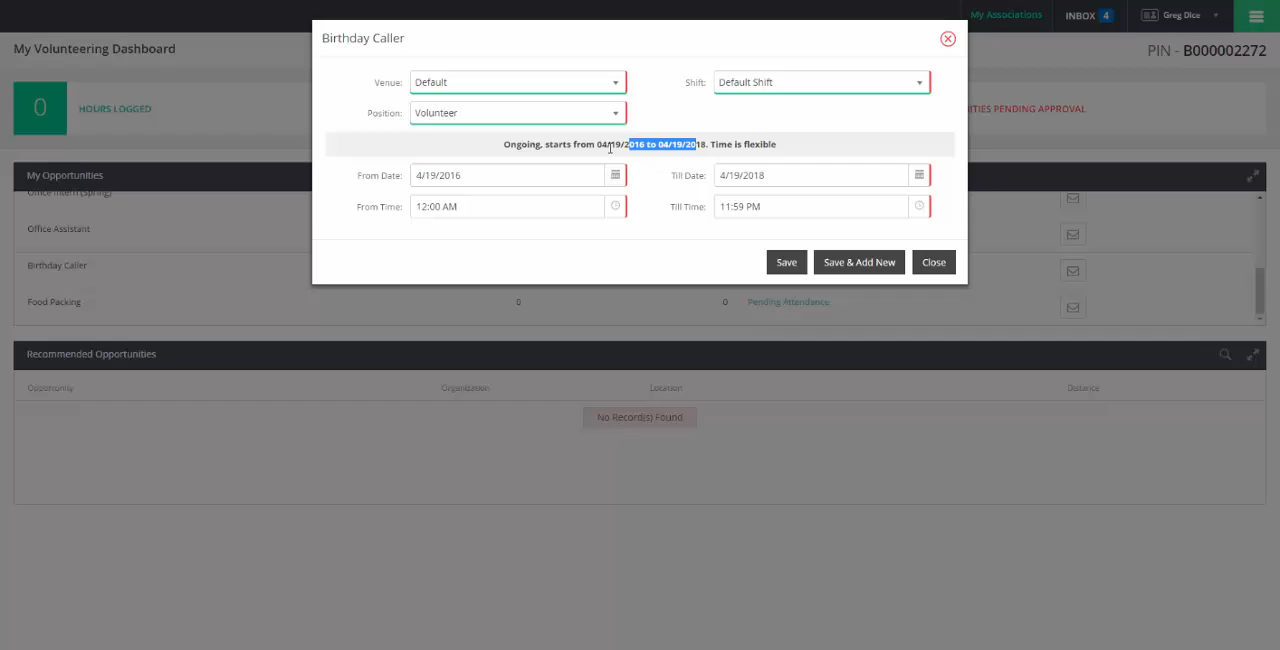 My Associations
INBOX 4
Greg Dice
My Volunteering Dashboard
PIN - B000002272
0 HOURS LOGGED
ITIES PENDING APPROVAL
Birthday Caller
Venue: Default
Shift: Default Shift
Position: Volunteer
Ongoing, starts from 04/19/2016 to 04/19/2018. Time is flexible
From Date: 4/19/2016
Till Date: 4/19/2018
From Time: 12:00 AM
Till Time: 11:59 PM
Save
Save & Add New
Close
My Opportunities
Office Intern (Spring)
Office Assistant
Birthday Caller
Food Packing 0 0 Pending Attendance
Recommended Opportunities
Opportunity Organization Location Distance
No Record(s) Found